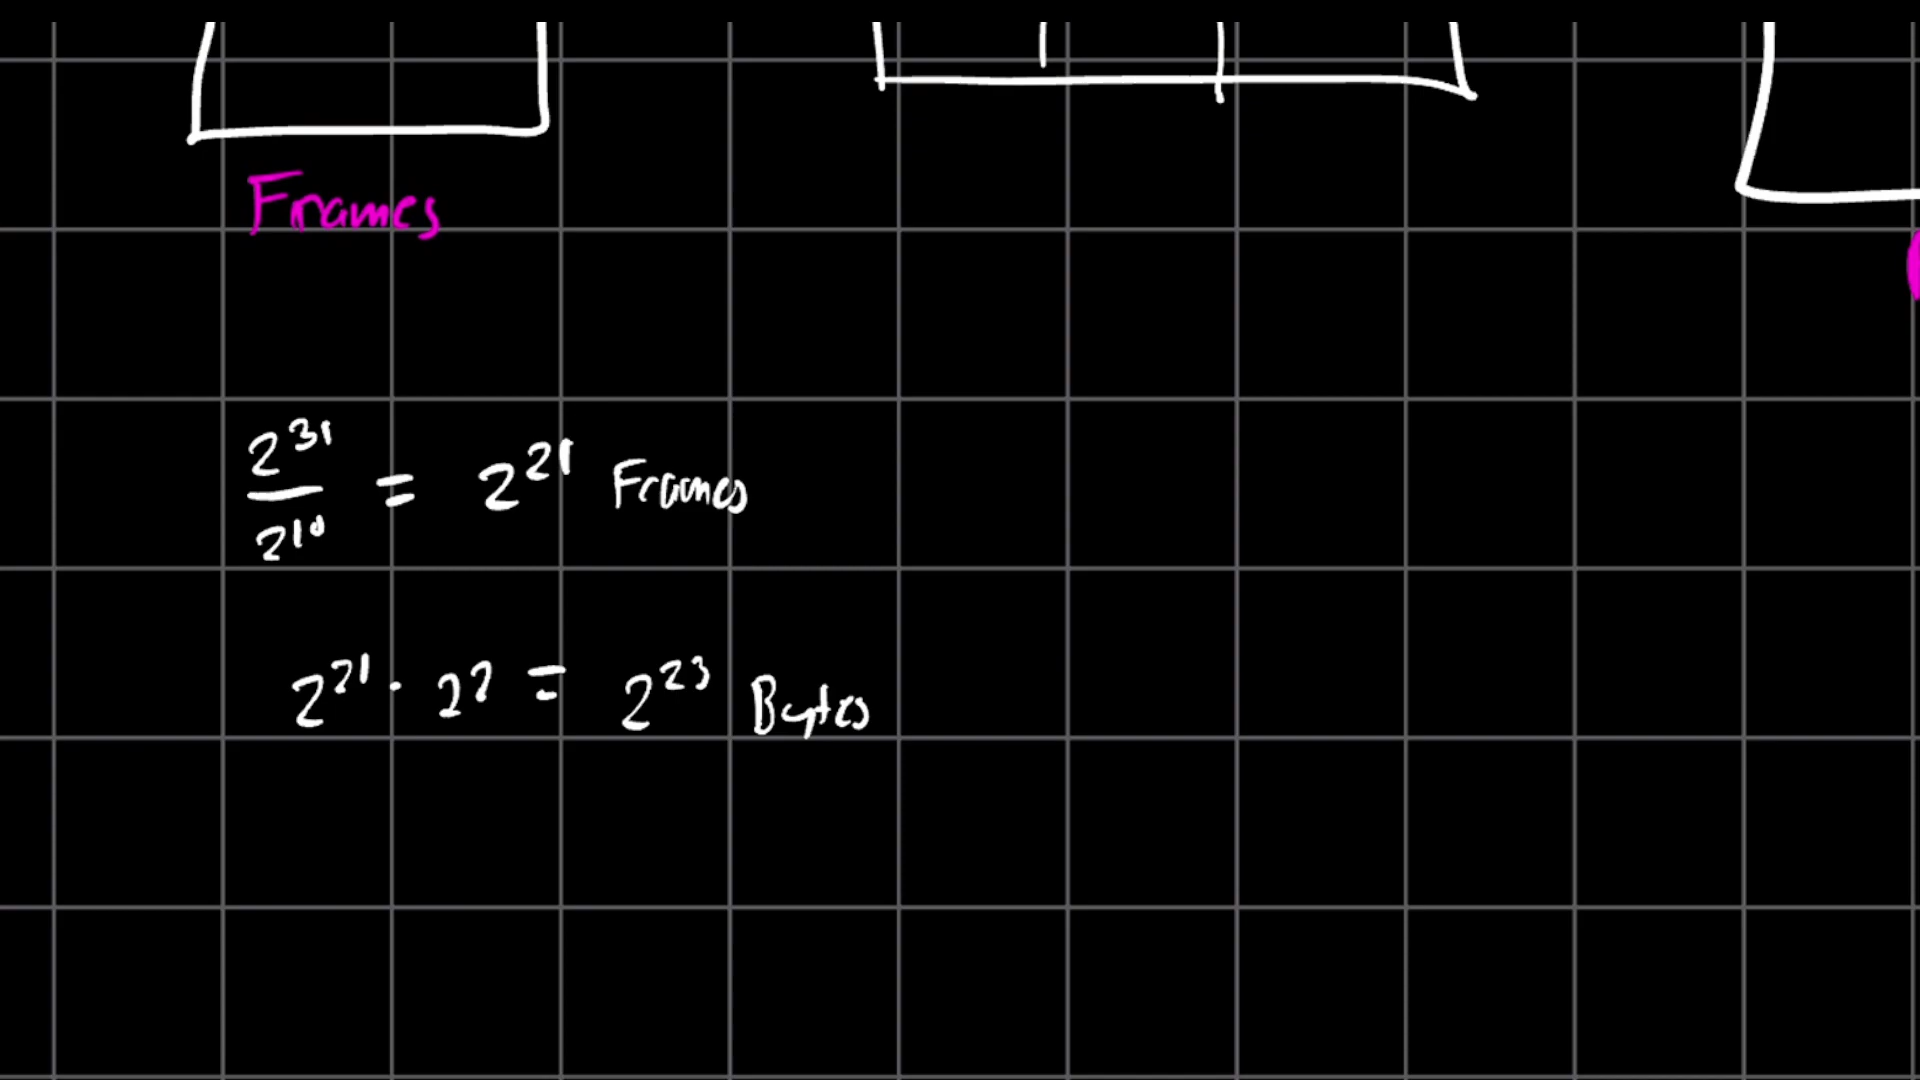 Frames
2^31 / 2^10 = 2^21 Frames
2^21 · 2^2 = 2^23 Bytes